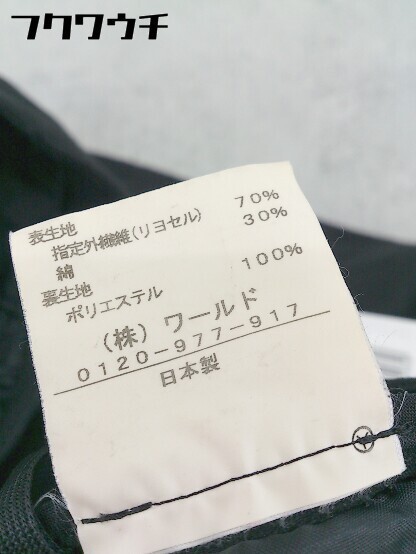 フクワウチ
表生地
指定外繊維(リヨセル) 70%
綿 30%
裏生地
ポリエステル 100%
(株) ワールド
0120-977-917
日本製